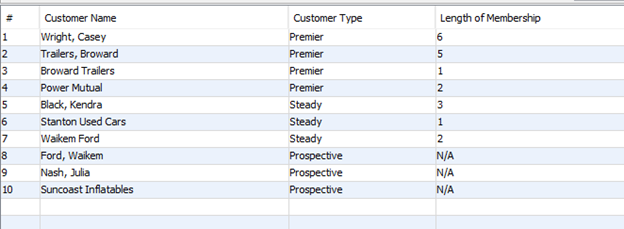 # Customer Name Customer Type Length of Membership
1 Wright, Casey Premier 6
2 Trailers, Broward Premier 5
3 Broward Trailers Premier 1
4 Power Mutual Premier 2
5 Black, Kendra Steady 3
6 Stanton Used Cars Steady 1
7 Waikem Ford Steady 2
8 Ford, Waikem Prospective N/A
9 Nash, Julia Prospective N/A
10 Suncoast Inflatables Prospective N/A